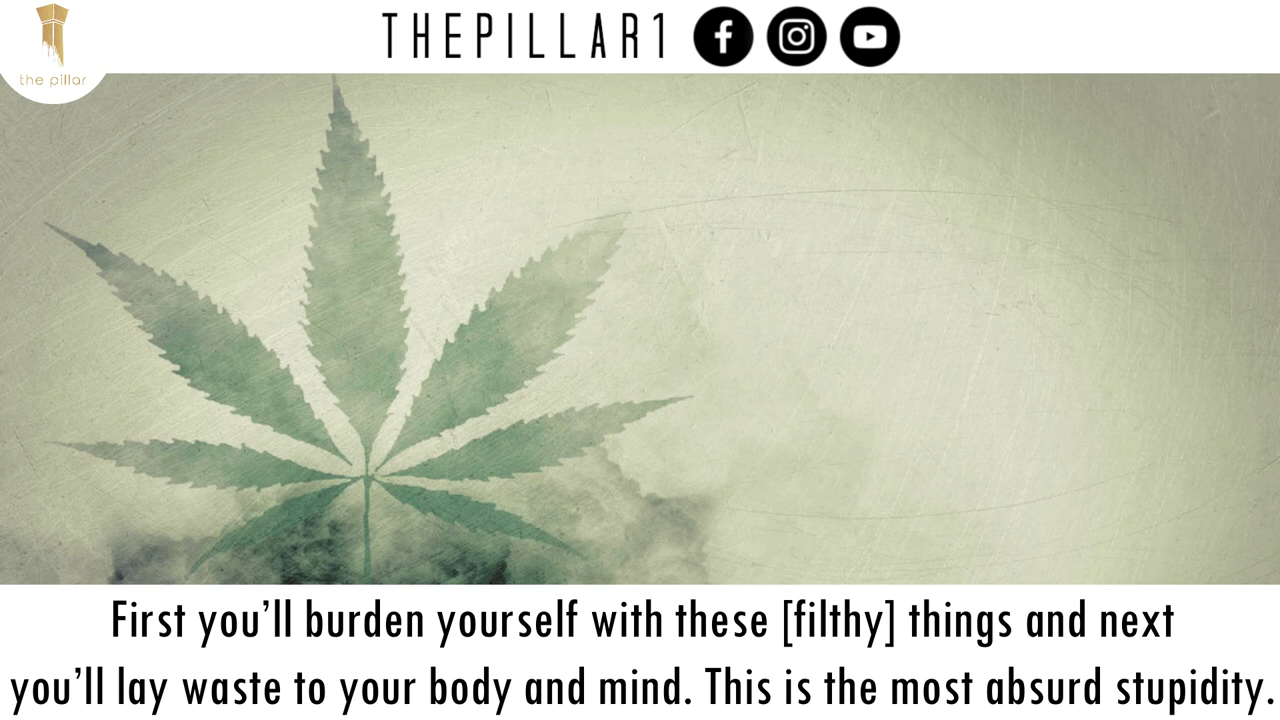 the pillar
THEPILLAR1
First you’ll burden yourself with these [filthy] things and next
you’ll lay waste to your body and mind. This is the most absurd stupidity.